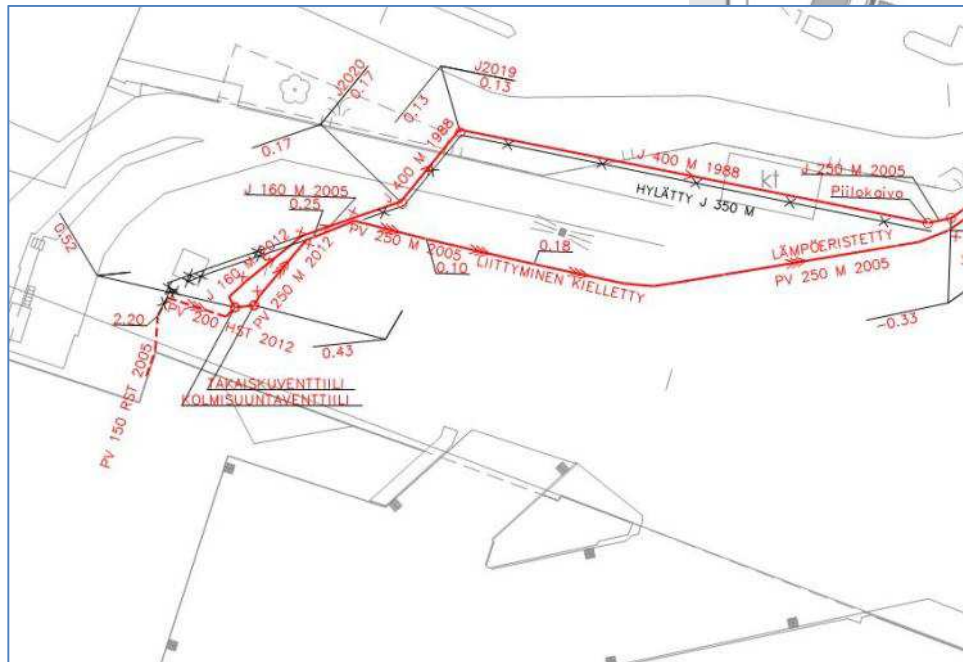 J2020
0.17
0.17
J2019
0.13
0.13
J 400 M 1988
J 400 M 1988
kt
HYLÄTTY J 350 M
J 250 M 2005
Piilokaivo
J 160 M 2005
0.25
0.52
J 160 M 2012
PV 250 M 2012
PV 250 M 2005
0.10
0.18
LIITTYMINEN KIELLETTY
LÄMPÖERISTETTY
PV 250 M 2005
-0.33
2.20
PV 200 HST 2012
0.43
PV 150 RST 2005
TAKAISKUVENTTIILI
KOLMISUUNTAVENTTIILI